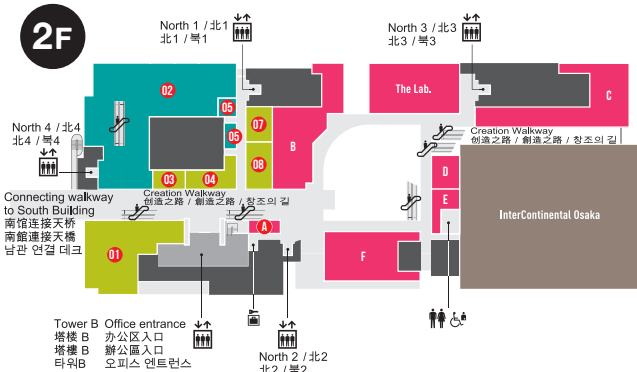 2F
North 1 / 北1
北1 / 북1
North 3 / 北3
北3 / 북3
02
The Lab.
C
05
07
Creation Walkway
创造之路 / 創造之路 / 창조의 길
North 4 / 北4
北4 / 북4
05
B
08
D
03
04
E
Connecting walkway
to South Building
南馆连接天桥
南館連接天橋
남관 연결 데크
Creation Walkway
创造之路 / 創造之路 / 창조의 길
InterContinental Osaka
A
01
F
Tower B Office entrance
塔楼 B 办公区入口
塔樓 B 辦公區入口
타워B 오피스 엔트런스
North 2 / 北2
北2 / 북2